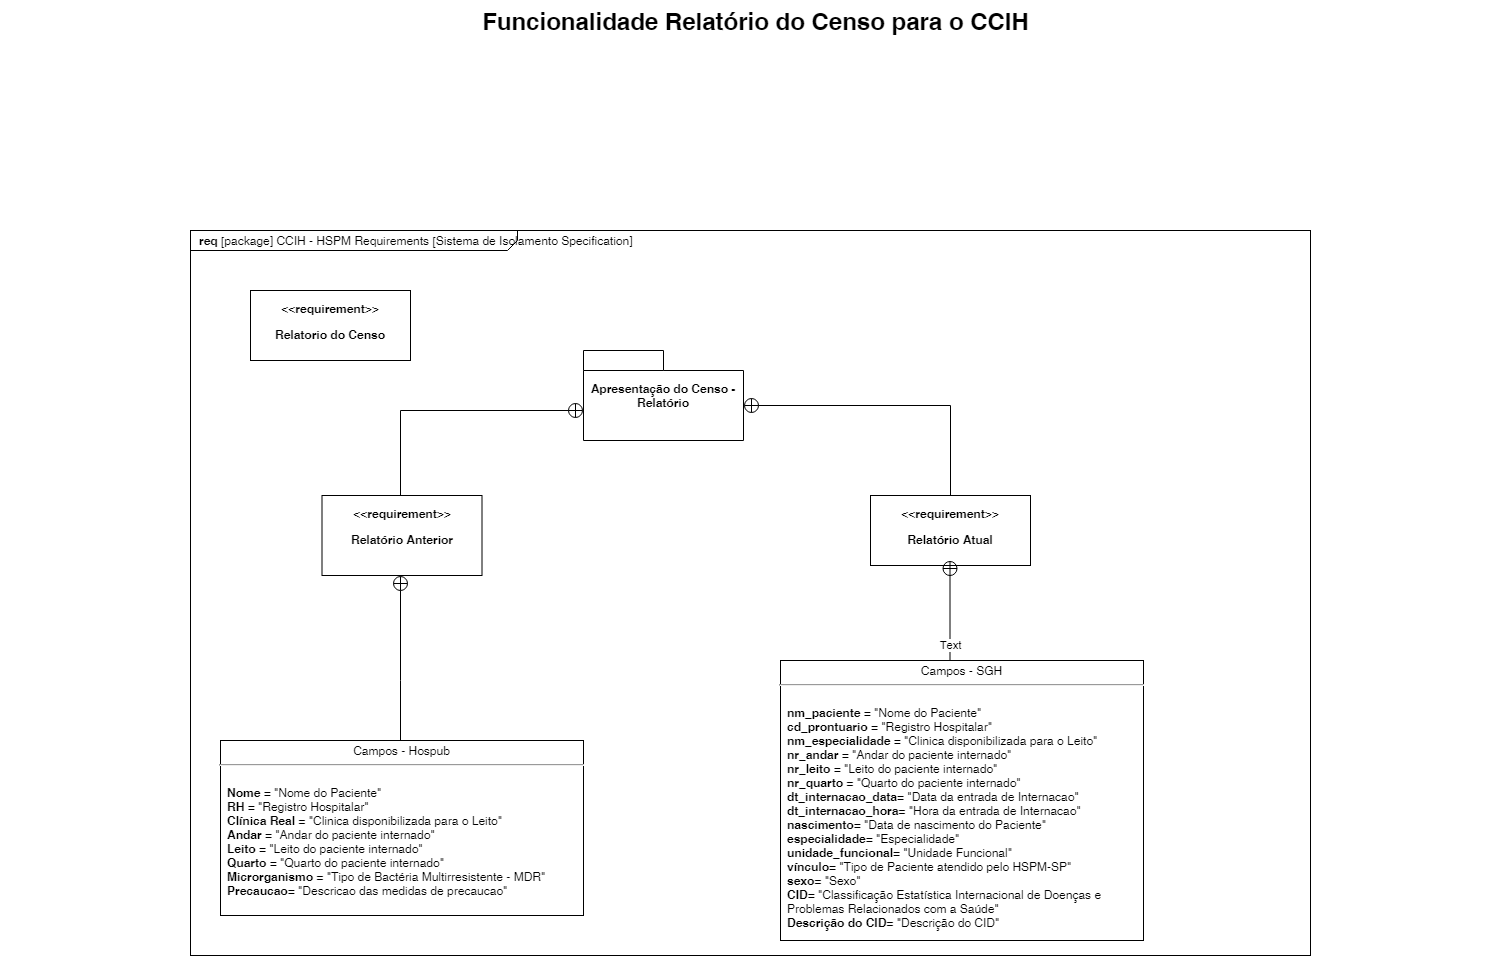 Funcionalidade Relatório do Censo para o CCIH
req [package] CCIH - HSPM Requirements [Sistema de Isolamento Specification]
<<requirement>>
Relatorio do Censo
Apresentação do Censo -
Relatório
<<requirement>>
Relatório Anterior
<<requirement>>
Relatório Atual
Text
Campos - SGH
nm_paciente = "Nome do Paciente"
cd_prontuario = "Registro Hospitalar"
nm_especialidade = "Clinica disponibilizada para o Leito"
nr_andar = "Andar do paciente internado"
nr_leito = "Leito do paciente internado"
nr_quarto = "Quarto do paciente internado"
dt_internacao_data= "Data da entrada de Internacao"
dt_internacao_hora= "Hora da entrada de Internacao"
nascimento= "Data de nascimento do Paciente"
especialidade= "Especialidade"
unidade_funcional= "Unidade Funcional"
vínculo= "Tipo de Paciente atendido pelo HSPM-SP"
sexo= "Sexo"
CID= "Classificação Estatística Internacional de Doenças e
Problemas Relacionados com a Saúde"
Descrição do CID= "Descrição do CID"
Campos - Hospub
Nome = "Nome do Paciente"
RH = "Registro Hospitalar"
Clínica Real = "Clinica disponibilizada para o Leito"
Andar = "Andar do paciente internado"
Leito = "Leito do paciente internado"
Quarto = "Quarto do paciente internado"
Microrganismo = "Tipo de Bactéria Multirresistente - MDR"
Precaucao= "Descricao das medidas de precaucao"